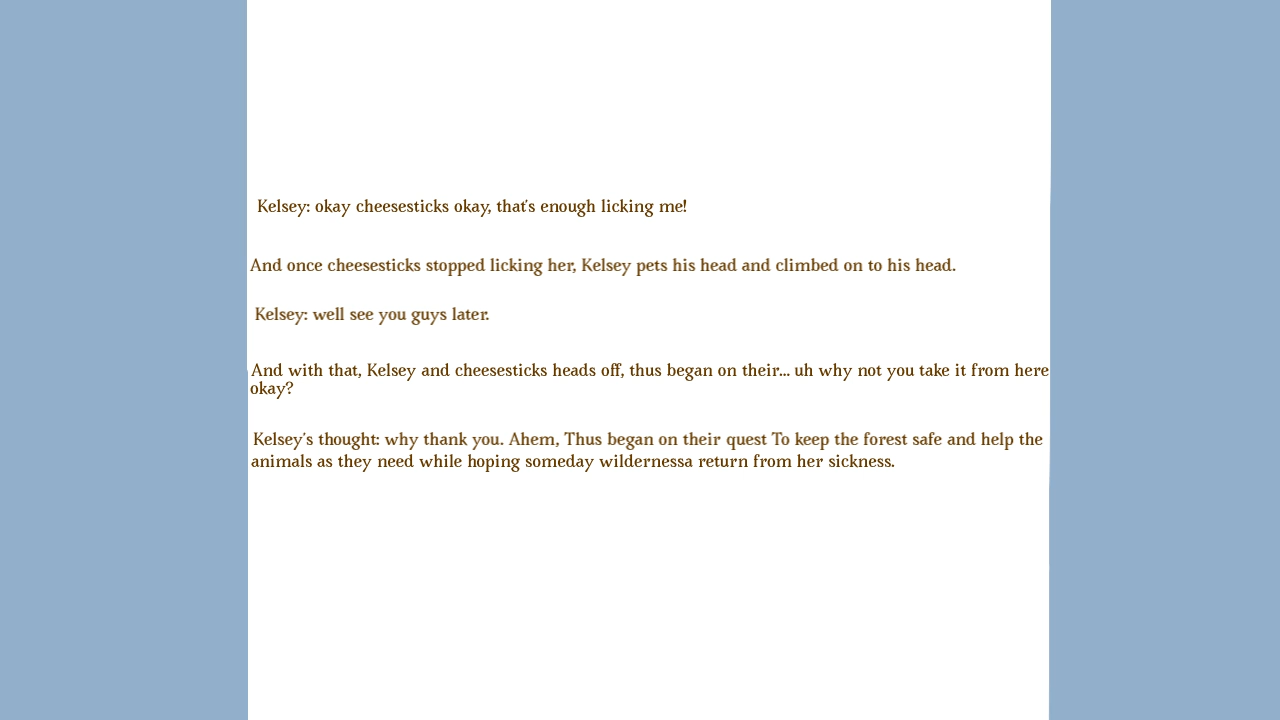 Kelsey: okay cheesesticks okay, that's enough licking me!
And once cheesesticks stopped licking her, Kelsey pets his head and climbed on to his head.
Kelsey: well see you guys later.
And with that, Kelsey and cheesesticks heads off, thus began on their... uh why not you take it from here
okay?
Kelsey's thought: why thank you. Ahem, Thus began on their quest To keep the forest safe and help the
animals as they need while hoping someday wildernessa return from her sickness.